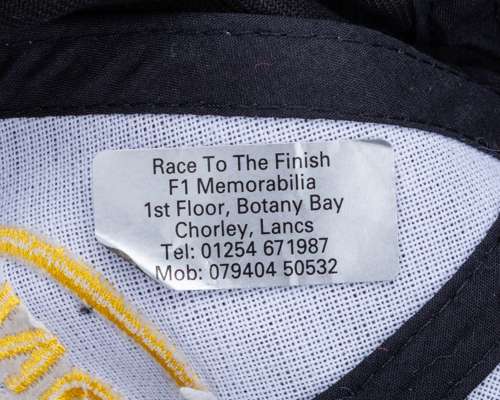 Race To The Finish
F1 Memorabilia
1st Floor, Botany Bay
Chorley, Lancs
Tel: 01254 671987
Mob: 079404 50532